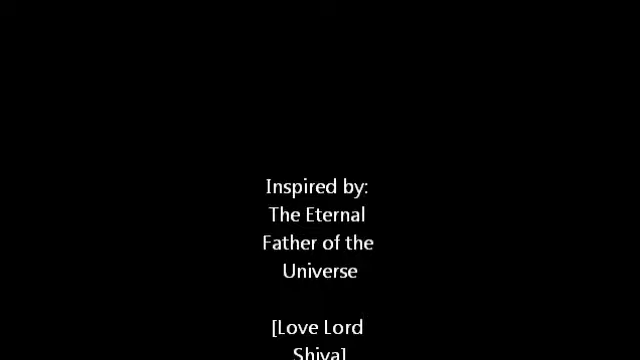 Inspired by:
The Eternal
Father of the
Universe
[Love Lord
Shiva]